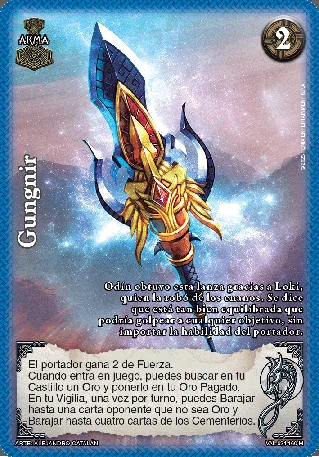 ARMA
2
Gungnir
Odín obtuvo esta lanza gracias a Loki,
quien la robó de los enanos. Se dice
que está tan bien equilibrada que
podría golpear a cualquier objetivo, sin
importar la habilidad del portador.
El portador gana 2 de Fuerza.
Cuando entra en juego, puedes buscar en tu
Castillo un Oro y ponerlo en tu Oro Pagado.
En tu Vigilia, una vez por turno, puedes Barajar
hasta una carta oponente que no sea Oro y
Barajar hasta cuatro cartas de los Cementerios.
ARTE: ALEJANDRO CATALÁN